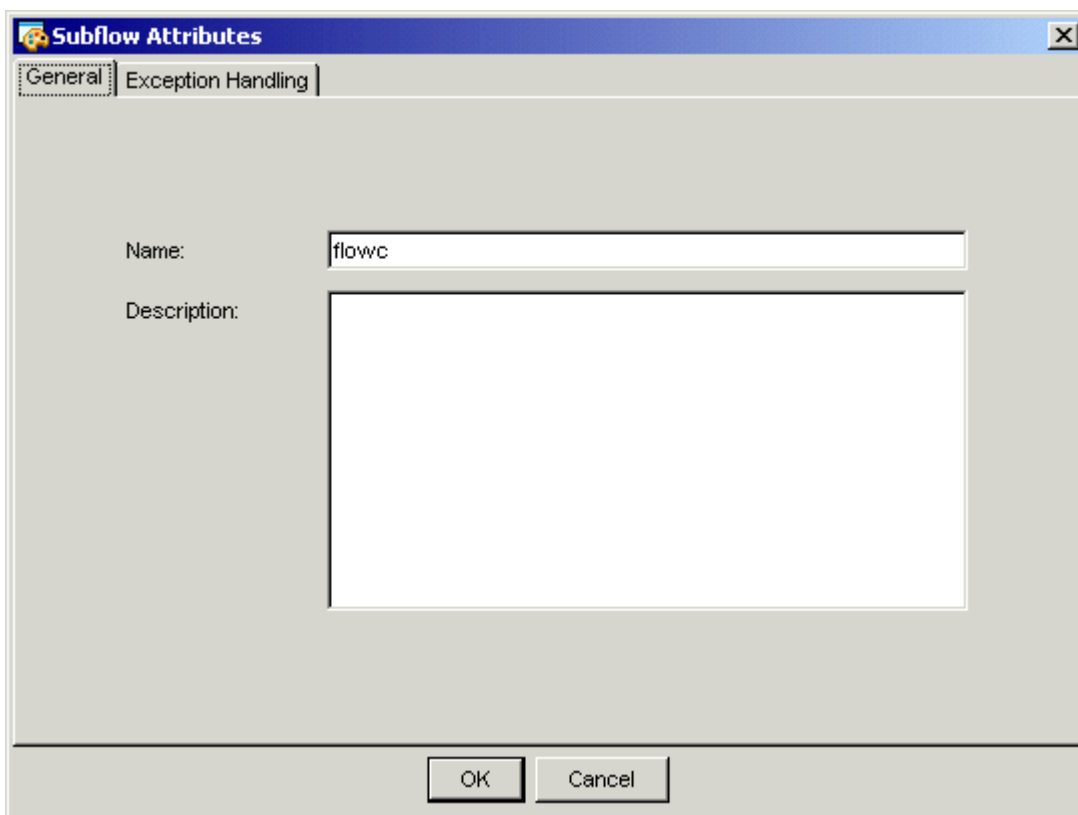 Subflow Attributes
General Exception Handling
Name: flowc
Description:
OK Cancel